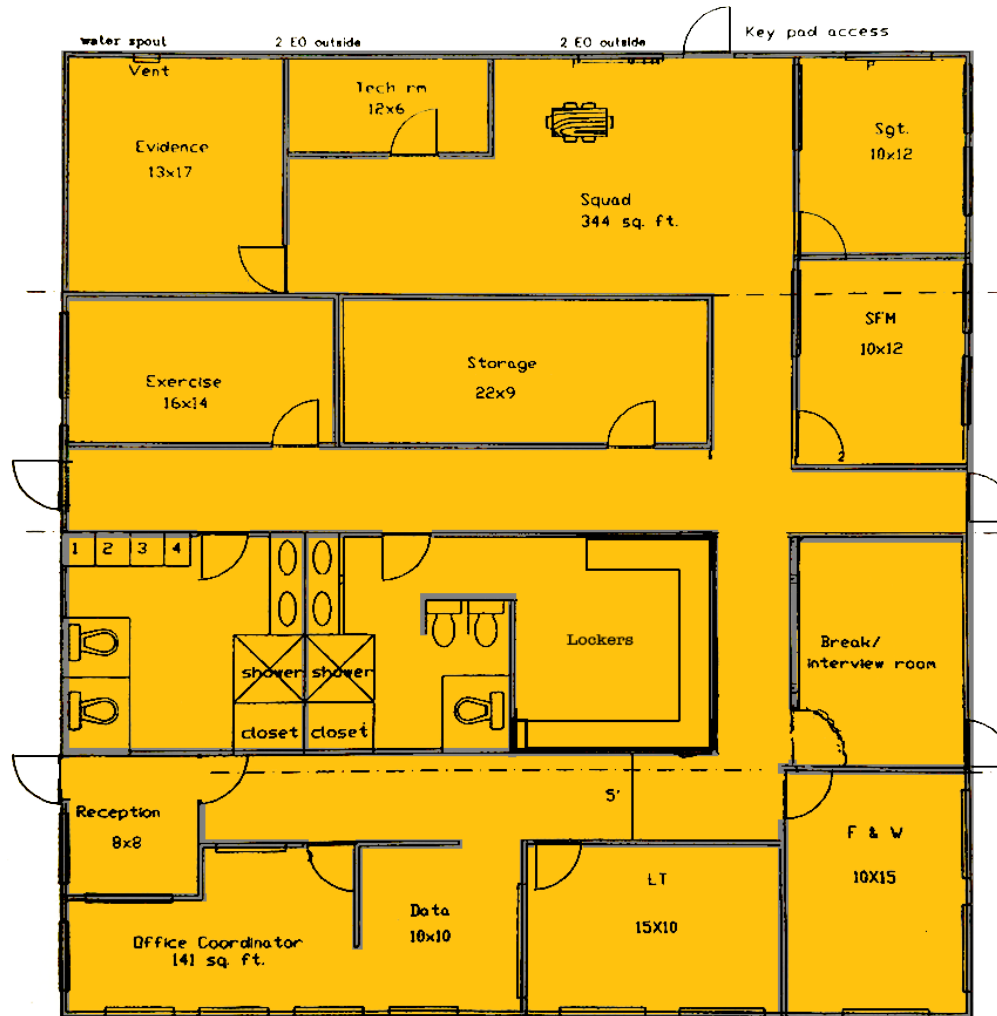 water spout
2 EO outside
2 EO outside
Key pad access
Vent
Tech rm
12x6
Evidence
13x17
Sgt.
10x12
Squad
344 sq. ft.
SFM
10x12
Storage
22x9
Exercise
16x14
2
1 2 3 4
Lockers
Break/
interview room
shower
shower
closet
closet
Reception
8x8
5'
F & W
10X15
LT
15X10
Data
10x10
Office Coordinator
141 sq. ft.